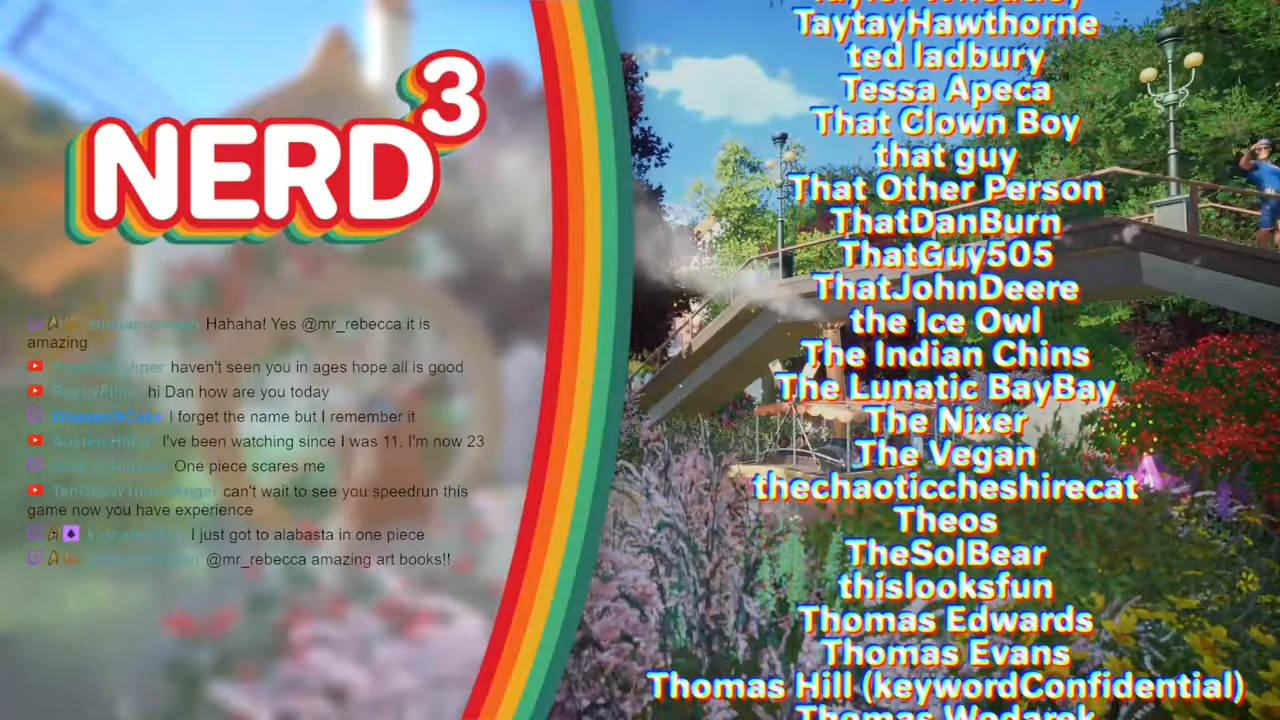 NERD3
Hahaha! Yes @mr_rebecca it is
amazing
haven't seen you in ages hope all is good
hi Dan how are you today
I forget the name but I remember it
I've been watching since I was 11. I'm now 23
One piece scares me
can't wait to see you speedrun this
game now you have experience
I just got to alabasta in one piece
@mr_rebecca amazing art books!!
TaytayHawthorne
ted ladbury
Tessa Apeca
That Clown Boy
that guy
That Other Person
ThatDanBurn
ThatGuy505
ThatJohnDeere
the Ice Owl
The Indian Chins
The Lunatic BayBay
The Nixer
The Vegan
thechaoticcheshirecat
Theos
TheSolBear
thislooksfun
Thomas Edwards
Thomas Evans
Thomas Hill (keywordConfidential)
Thomas Wodarek